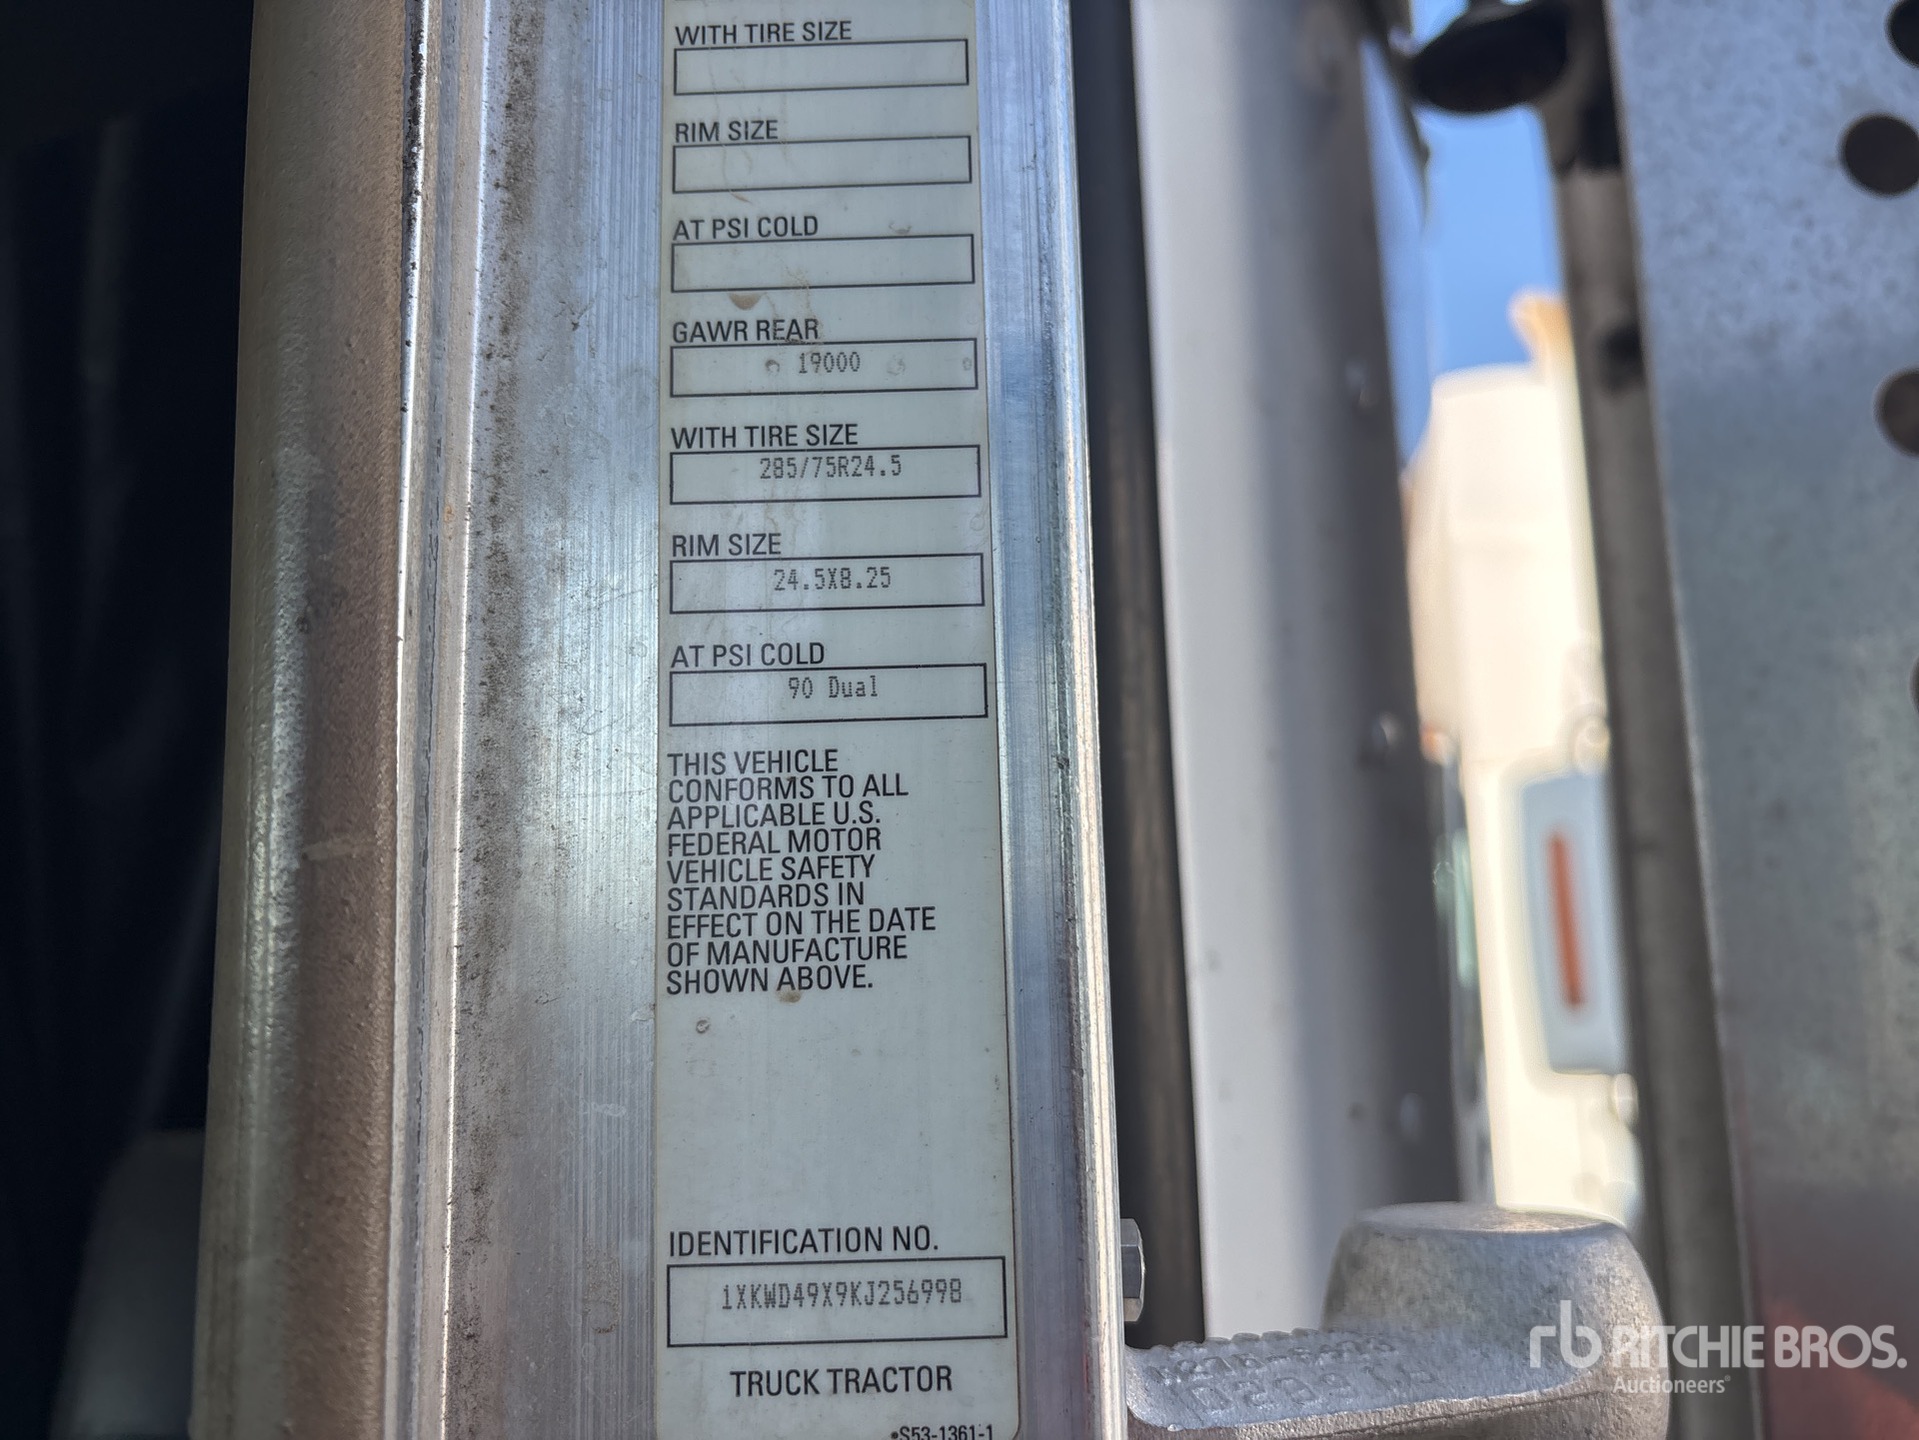 WITH TIRE SIZE
RIM SIZE
AT PSI COLD
GAWR REAR
19000
WITH TIRE SIZE
285/75R24.5
RIM SIZE
24.5X8.25
AT PSI COLD
90 Dual
THIS VEHICLE
CONFORMS TO ALL
APPLICABLE U.S.
FEDERAL MOTOR
VEHICLE SAFETY
STANDARDS IN
EFFECT ON THE DATE
OF MANUFACTURE
SHOWN ABOVE.
IDENTIFICATION NO.
1XKWD49X9KJ256998
TRUCK TRACTOR
•S53-1361-1
rb RITCHIE BROS.
Auctioneers®